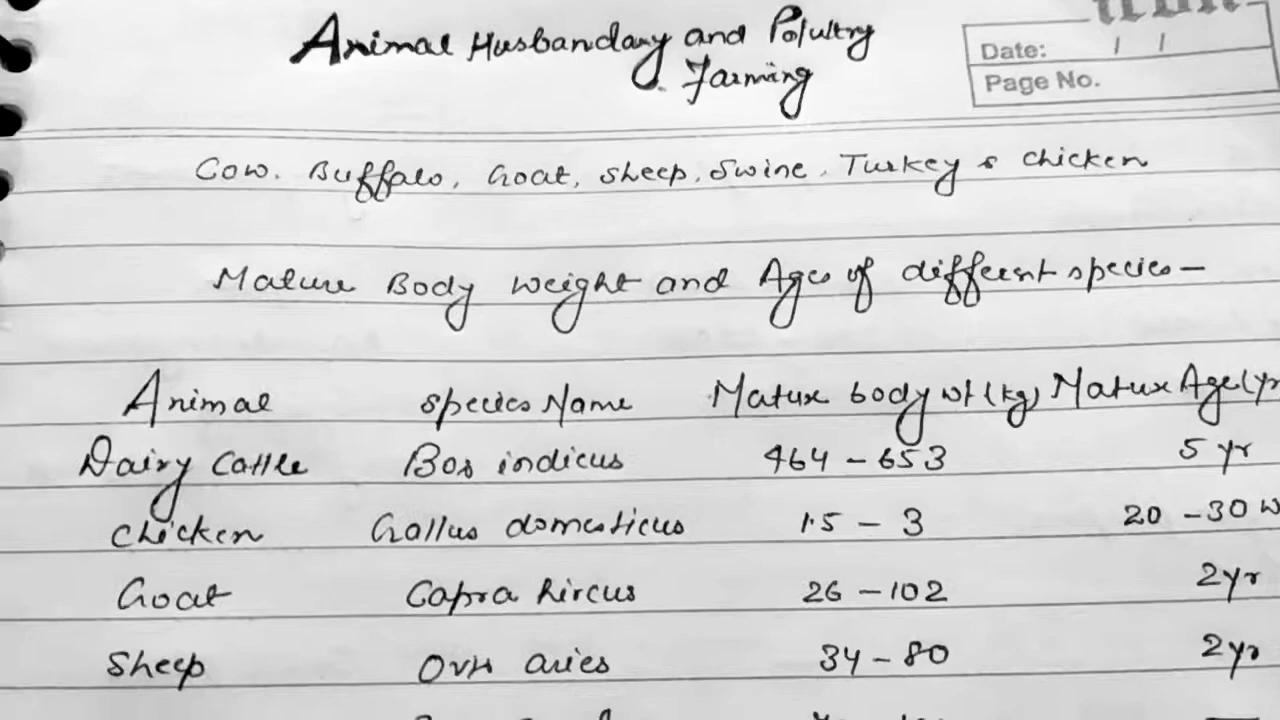 Animal Husbandary and Poultry
Farming
Date: / /
Page No.
Cow. Buffalo, Goat, Sheep, Swine, Turkey & chicken
Mature Body weight and Ages of different species -
Animal species Name Mature body wt (kg) Mature Age (yr
Dairy Cattle Bos indicus 464 - 653 5 yr
chicken Gallus domesticus 1.5 - 3 20 - 30 w
Goat Capra hircus 26 - 102 2yr
Sheep Ovis aries 34 - 80 2yr